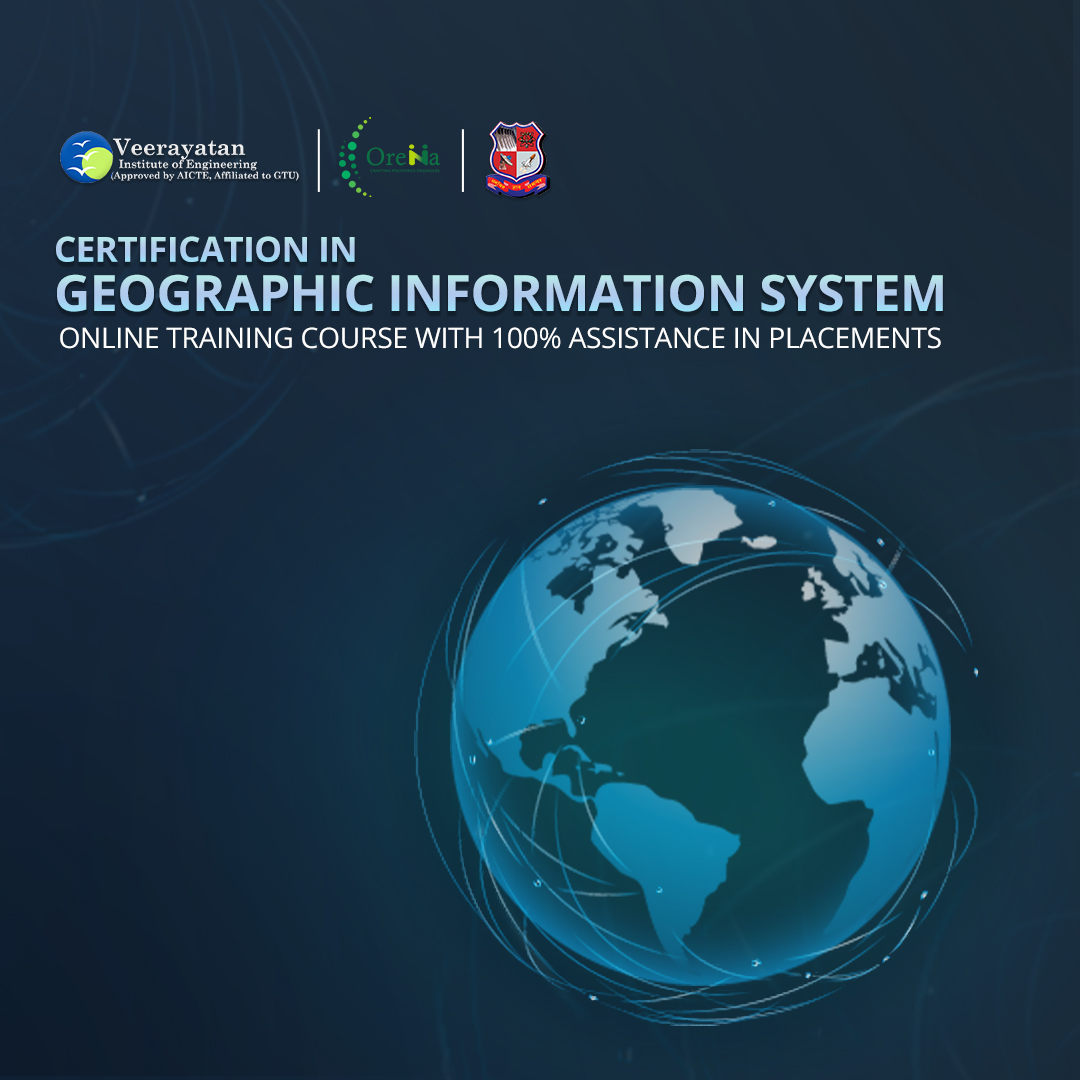 Veerayatan
Institute of Engineering
(Approved by AICTE, Affiliated to GTU)
OreNa
CERTIFICATION IN
GEOGRAPHIC INFORMATION SYSTEM
ONLINE TRAINING COURSE WITH 100% ASSISTANCE IN PLACEMENTS